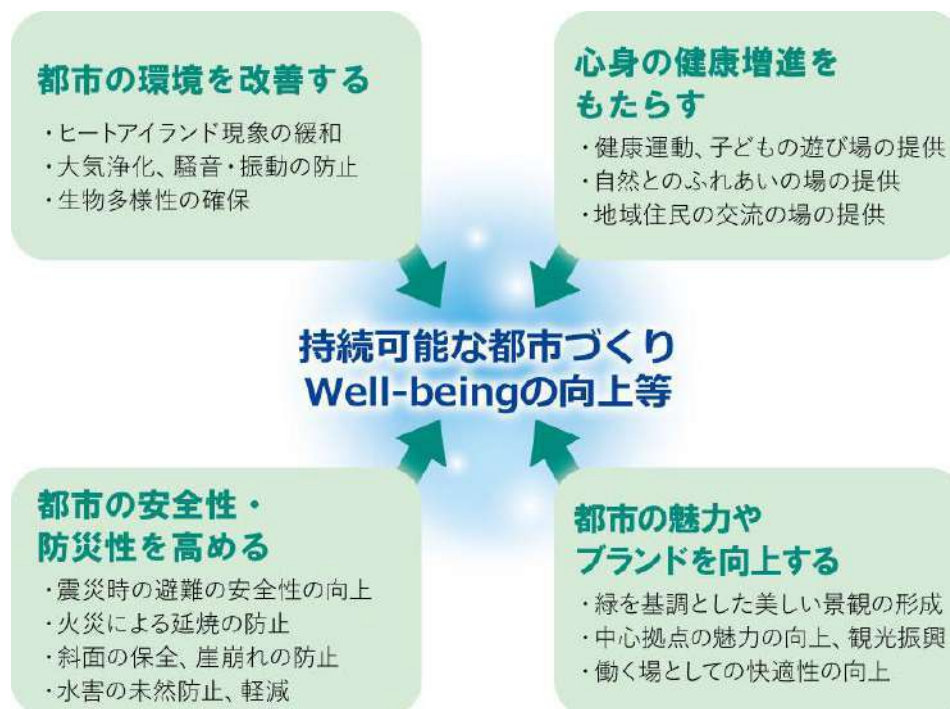 都市の環境を改善する
・ヒートアイランド現象の緩和
・大気浄化、騒音・振動の防止
・生物多様性の確保
心身の健康増進を
もたらす
・健康運動、子どもの遊び場の提供
・自然とのふれあいの場の提供
・地域住民の交流の場の提供
持続可能な都市づくり
Well-beingの向上等
都市の安全性・
防災性を高める
・震災時の避難の安全性の向上
・火災による延焼の防止
・斜面の保全、崖崩れの防止
・水害の未然防止、軽減
都市の魅力や
ブランドを向上する
・緑を基調とした美しい景観の形成
・中心拠点の魅力の向上、観光振興
・働く場としての快適性の向上